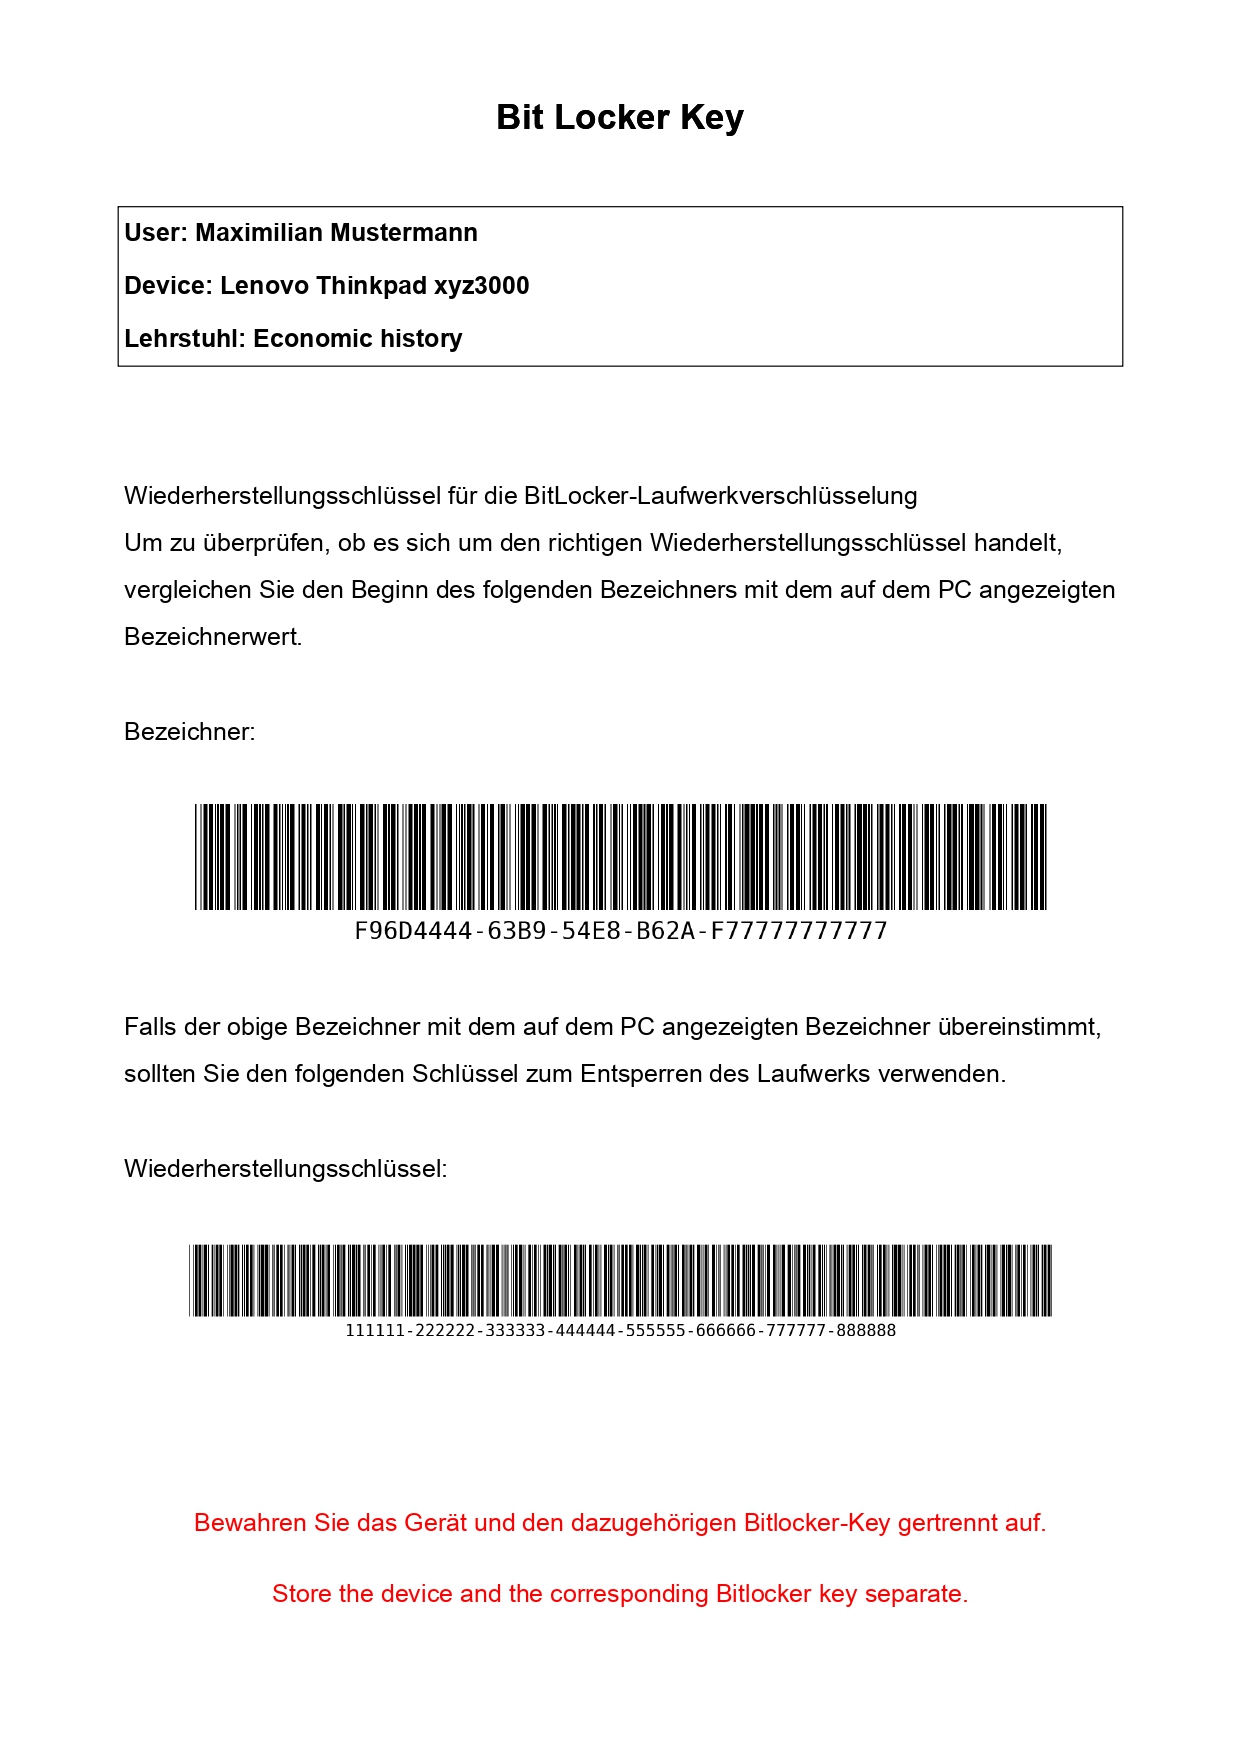 Bit Locker Key
User: Maximilian Mustermann
Device: Lenovo Thinkpad xyz3000
Lehrstuhl: Economic history
Wiederherstellungsschlüssel für die BitLocker-Laufwerkverschlüsselung
Um zu überprüfen, ob es sich um den richtigen Wiederherstellungsschlüssel handelt,
vergleichen Sie den Beginn des folgenden Bezeichners mit dem auf dem PC angezeigten
Bezeichnerwert.
Bezeichner:
F96D4444-63B9-54E8-B62A-F77777777777
Falls der obige Bezeichner mit dem auf dem PC angezeigten Bezeichner übereinstimmt,
sollten Sie den folgenden Schlüssel zum Entsperren des Laufwerks verwenden.
Wiederherstellungsschlüssel:
111111-222222-333333-444444-555555-666666-777777-888888
Bewahren Sie das Gerät und den dazugehörigen Bitlocker-Key gertrennt auf.
Store the device and the corresponding Bitlocker key separate.